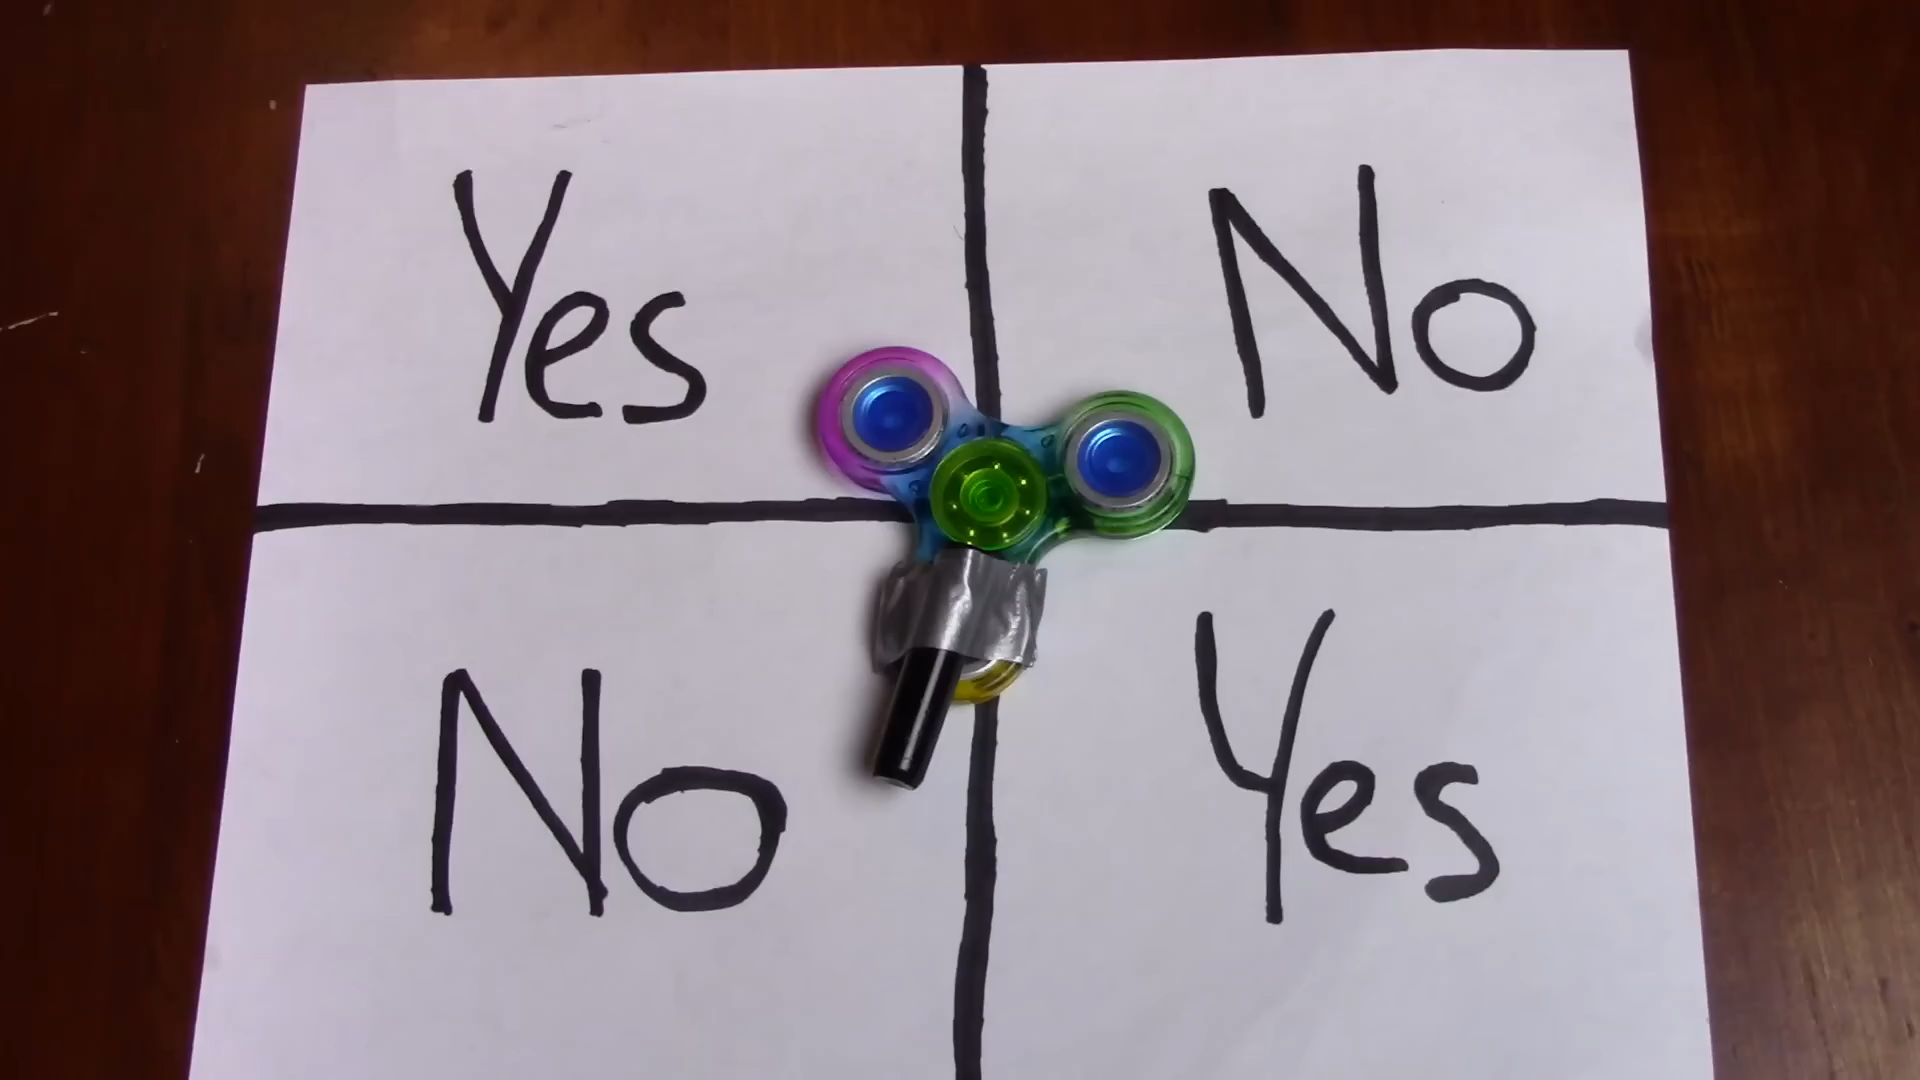 Yes No
No Yes